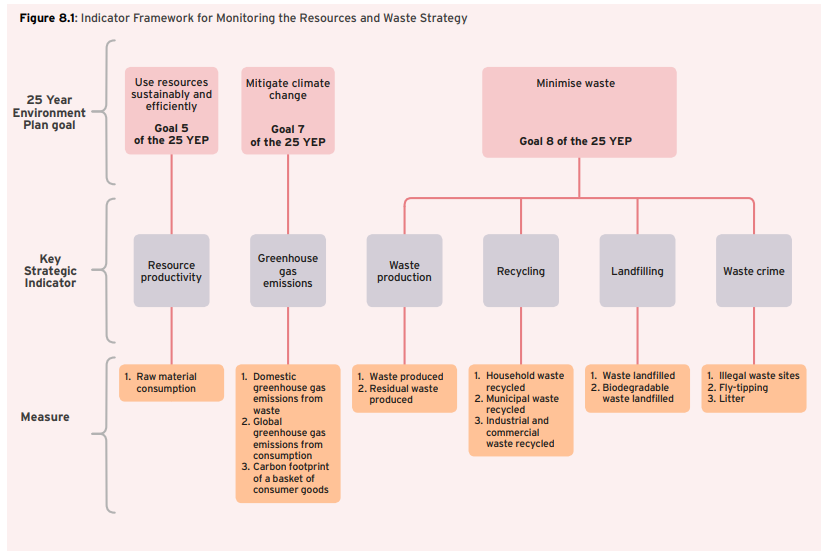 Figure 8.1: Indicator Framework for Monitoring the Resources and Waste Strategy
25 Year
Environment
Plan goal
Use resources
sustainably and
efficiently
Goal 5
of the 25 YEP
Mitigate climate
change
Goal 7
of the 25 YEP
Minimise waste
Goal 8 of the 25 YEP
Key
Strategic
Indicator
Resource
productivity
Greenhouse
gas
emissions
Waste
production
Recycling
Landfilling
Waste crime
Measure
1. Raw material
consumption
1. Domestic
greenhouse gas
emissions from
waste
2. Global
greenhouse gas
emissions from
consumption
3. Carbon footprint
of a basket of
consumer goods
1. Waste produced
2. Residual waste
produced
1. Household waste
recycled
2. Municipal waste
recycled
3. Industrial and
commercial
waste recycled
1. Waste landfilled
2. Biodegradable
waste landfilled
1. Illegal waste sites
2. Fly-tipping
3. Litter